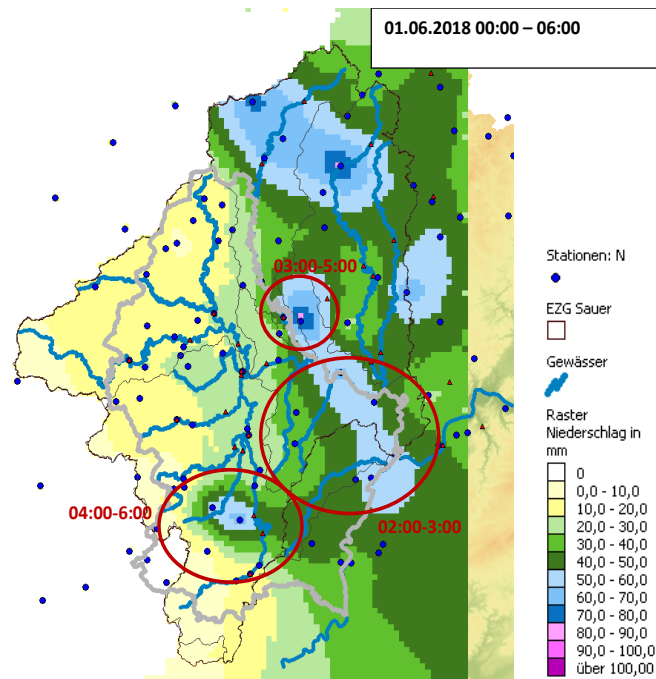 01.06.2018 00:00 – 06:00
03:00-5:00
04:00-6:00
02:00-3:00
Stationen: N
EZG Sauer
Gewässer
Raster
Niederschlag in
mm
0
0,0 - 10,0
10,0 - 20,0
20,0 - 30,0
30,0 - 40,0
40,0 - 50,0
50,0 - 60,0
60,0 - 70,0
70,0 - 80,0
80,0 - 90,0
90,0 - 100,0
über 100,00